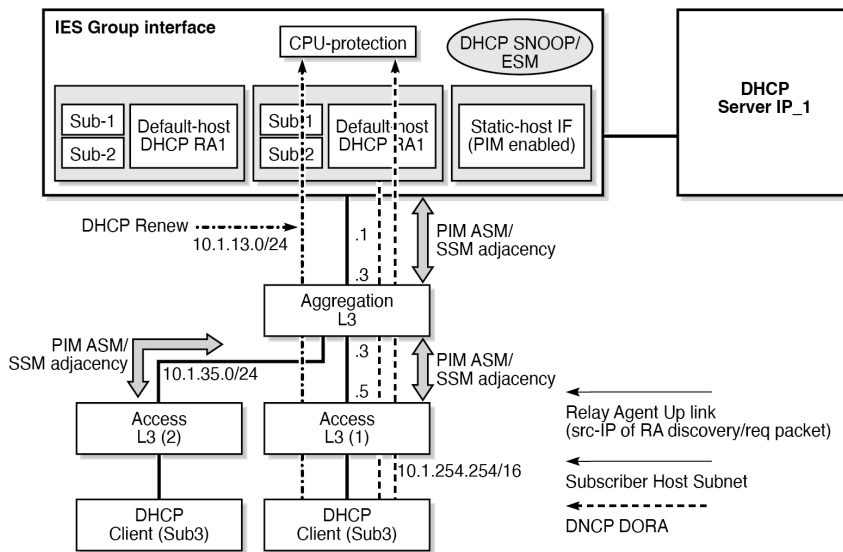 IES Group interface
CPU-protection
DHCP SNOOP/
ESM
DHCP
Server IP_1
Sub-1
Sub-2
Default-host
DHCP RA1
Sub-1
Sub-2
Default-host
DHCP RA1
Static-host IF
(PIM enabled)
DHCP Renew
10.1.13.0/24
.1
.3
PIM ASM/
SSM adjacency
Aggregation
L3
PIM ASM/
SSM adjacency
10.1.35.0/24
.3
.5
PIM ASM/
SSM adjacency
Access
L3 (2)
Access
L3 (1)
10.1.254.254/16
DHCP
Client (Sub3)
DHCP
Client (Sub3)
Relay Agent Up link
(src-IP of RA discovery/req packet)
Subscriber Host Subnet
DNCP DORA